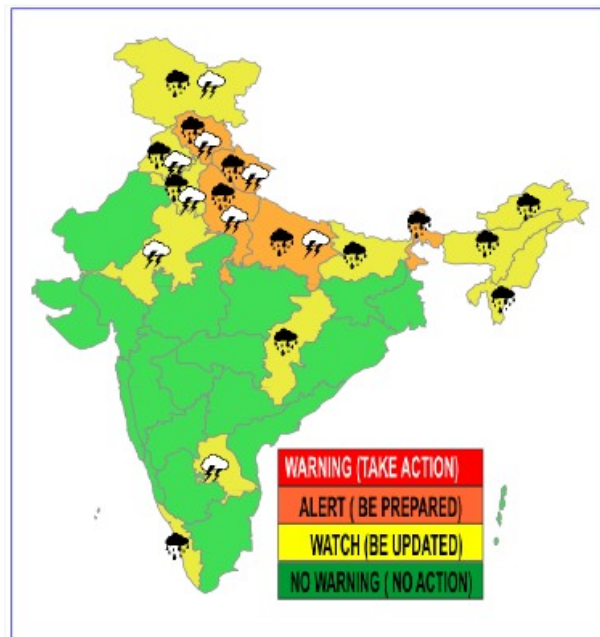 WARNING (TAKE ACTION)
ALERT ( BE PREPARED)
WATCH (BE UPDATED)
NO WARNING ( NO ACTION)